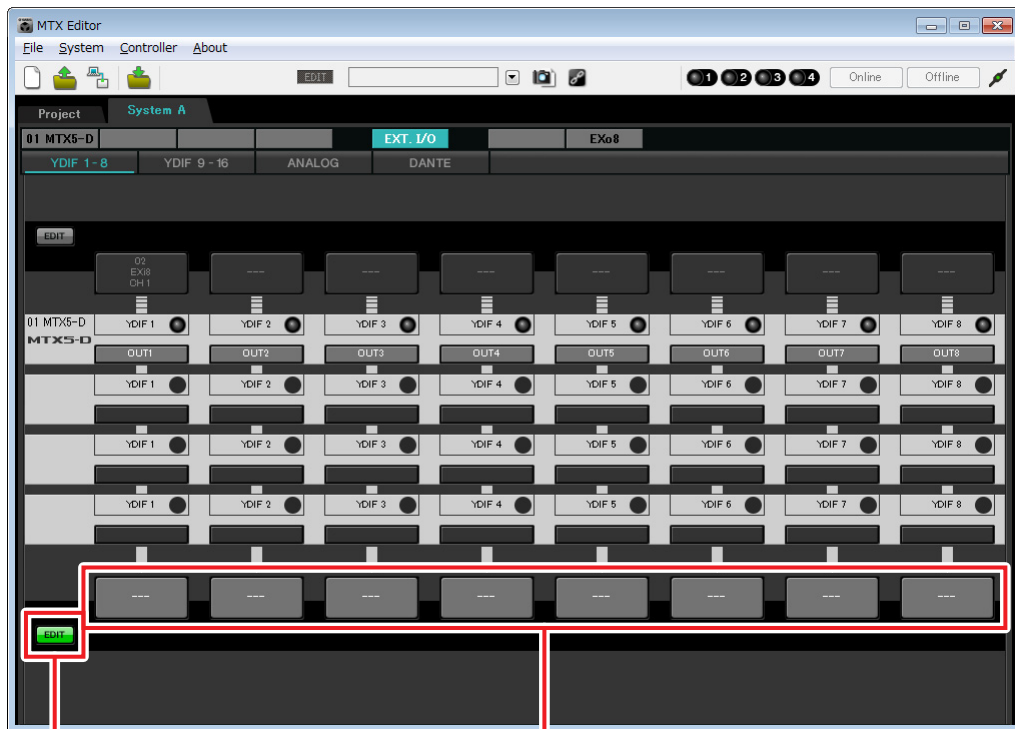 MTX Editor
File System Controller About
EDIT 1 2 3 4 Online Offline
Project System A
01 MTX5-D EXT. I/O EXo8
YDIF 1 - 8 YDIF 9 - 16 ANALOG DANTE
EDIT
02
EXi8
CH 1
--- --- --- --- --- --- ---
01 MTX5-D YDIF 1 YDIF 2 YDIF 3 YDIF 4 YDIF 5 YDIF 6 YDIF 7 YDIF 8
MTX5-D OUT1 OUT2 OUT3 OUT4 OUT5 OUT6 OUT7 OUT8
YDIF 1 YDIF 2 YDIF 3 YDIF 4 YDIF 5 YDIF 6 YDIF 7 YDIF 8
YDIF 1 YDIF 2 YDIF 3 YDIF 4 YDIF 5 YDIF 6 YDIF 7 YDIF 8
YDIF 1 YDIF 2 YDIF 3 YDIF 4 YDIF 5 YDIF 6 YDIF 7 YDIF 8
--- --- --- --- --- --- --- ---
EDIT